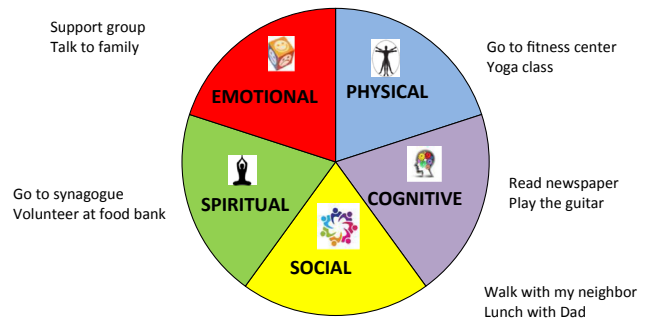 Support group
Talk to family
EMOTIONAL
PHYSICAL
Go to fitness center
Yoga class
Go to synagogue
Volunteer at food bank
SPIRITUAL
COGNITIVE
Read newspaper
Play the guitar
SOCIAL
Walk with my neighbor
Lunch with Dad